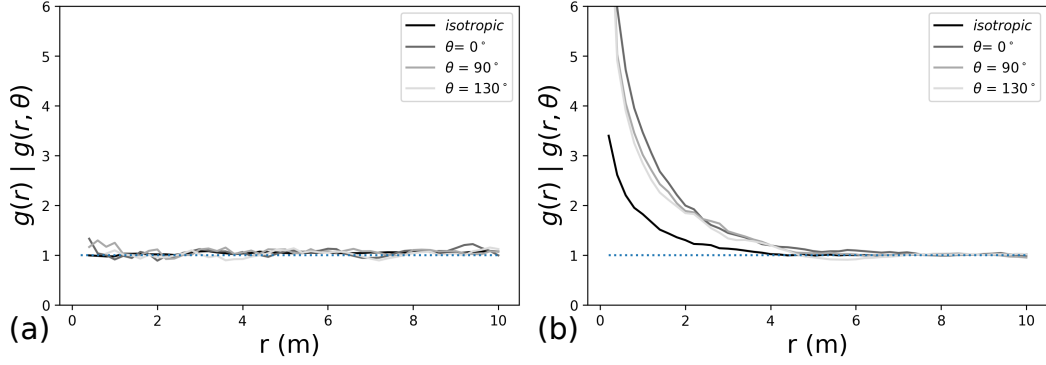 6
5
4
3
2
1
0
g(r) | g(r, θ)
isotropic
θ= 0°
θ = 90°
θ = 130°
0 2 4 6 8 10
r (m)
(a)
6
5
4
3
2
1
0
g(r) | g(r, θ)
isotropic
θ= 0°
θ = 90°
θ = 130°
0 2 4 6 8 10
r (m)
(b)